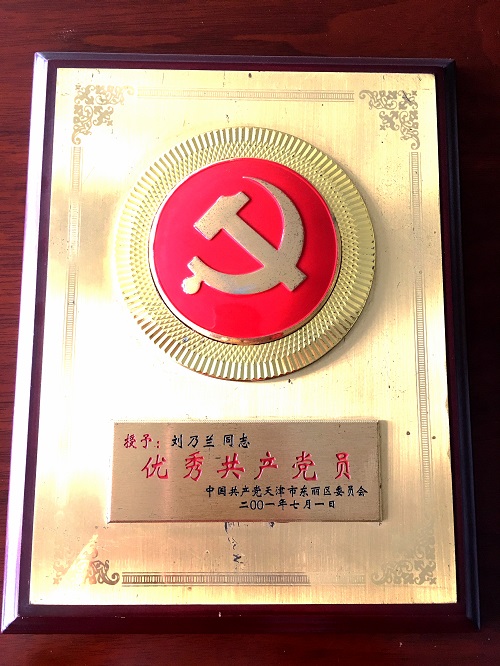 授予：刘乃兰 同志
优秀共产党员
中国共产党天津市东丽区委员会
二〇〇一年七月一日